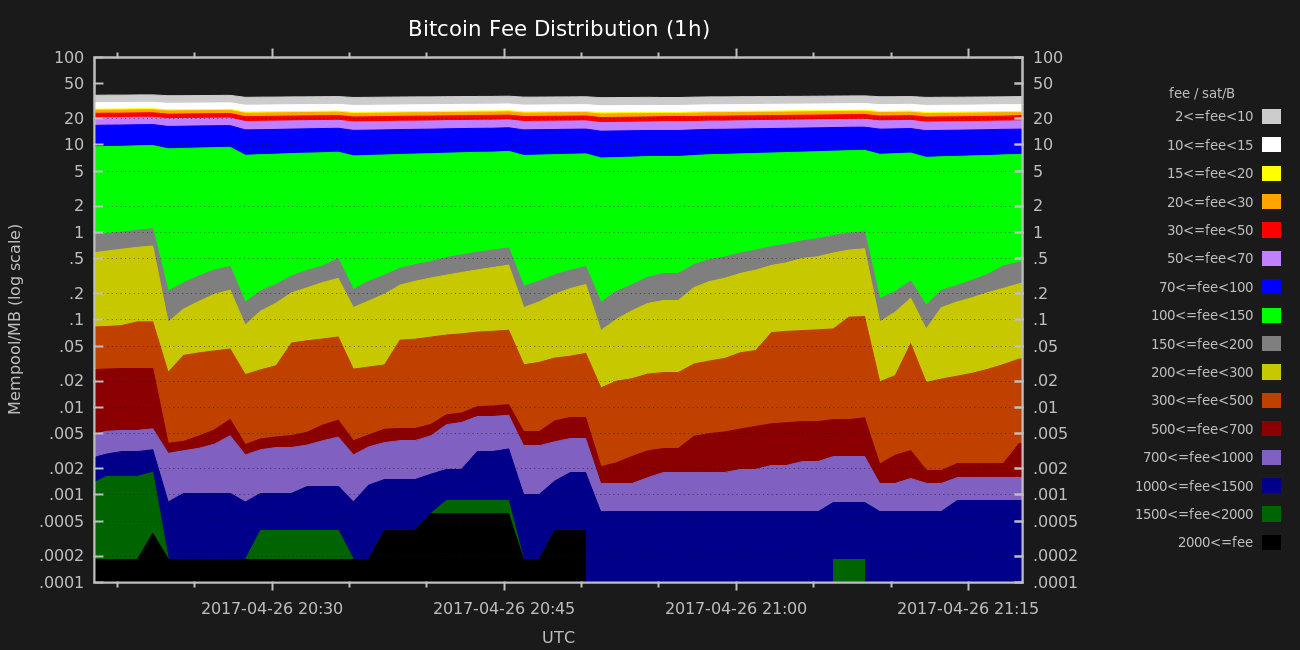 Bitcoin Fee Distribution (1h)
Mempool/MB (log scale)
100
50
20
10
5
2
1
.5
.2
.1
.05
.02
.01
.005
.002
.001
.0005
.0002
.0001
100
50
20
10
5
2
1
.5
.2
.1
.05
.02
.01
.005
.002
.001
.0005
.0002
.0001
2017-04-26 20:30
2017-04-26 20:45
2017-04-26 21:00
2017-04-26 21:15
UTC
fee / sat/B
2<=fee<10
10<=fee<15
15<=fee<20
20<=fee<30
30<=fee<50
50<=fee<70
70<=fee<100
100<=fee<150
150<=fee<200
200<=fee<300
300<=fee<500
500<=fee<700
700<=fee<1000
1000<=fee<1500
1500<=fee<2000
2000<=fee